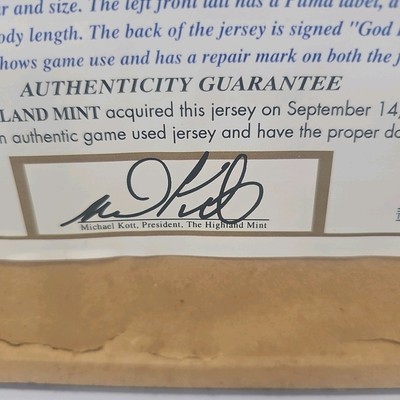 r and size. The left front tail has a Puma label, a
ody length. The back of the jersey is signed "God
hows game use and has a repair mark on both the f
AUTHENTICITY GUARANTEE
LAND MINT acquired this jersey on September 14,
n authentic game used jersey and have the proper do
Michael Kott, President, The Highland Mint